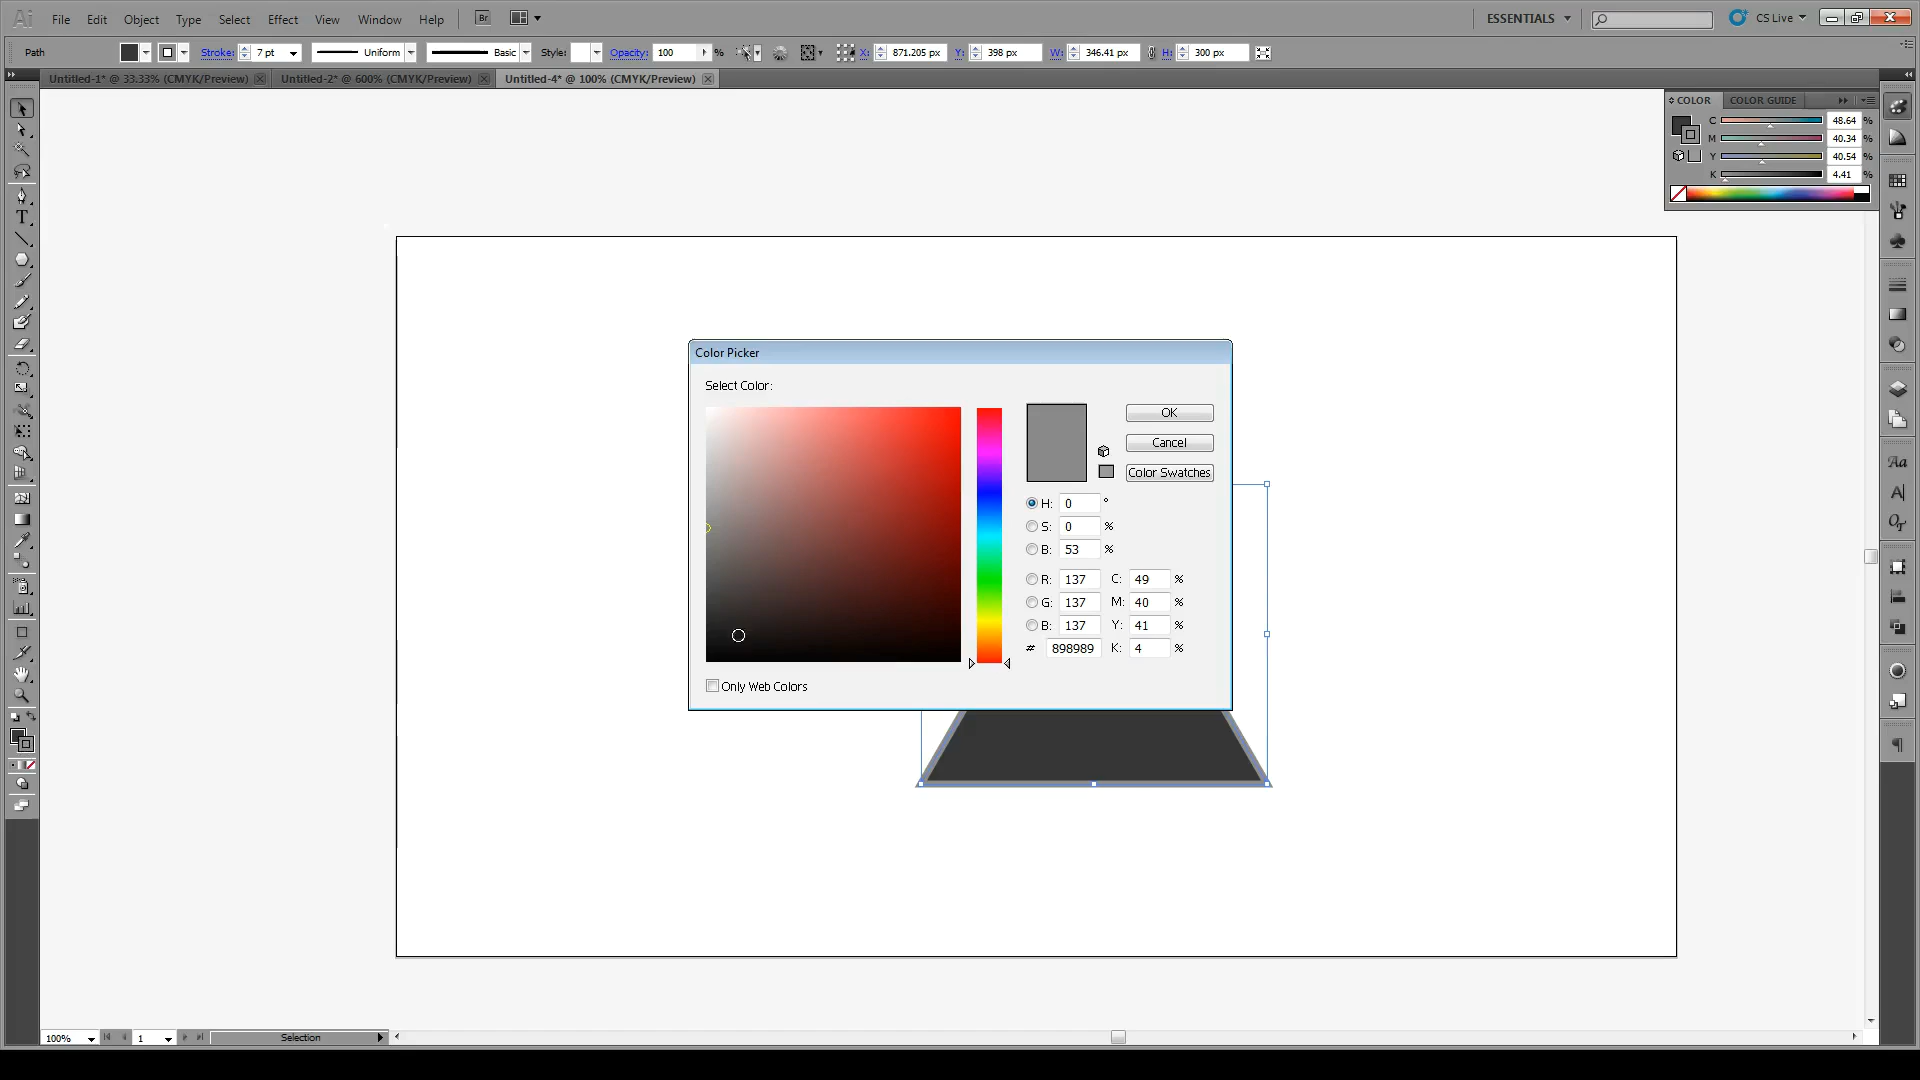 Ai File Edit Object Type Select Effect View Window Help Br ESSENTIALS CS Live
Path Stroke: 7 pt Uniform Basic Style: Opacity: 100 % X: 871.205 px Y: 398 px W: 346.41 px H: 300 px
Untitled-1* @ 33.33% (CMYK/Preview) Untitled-2* @ 600% (CMYK/Preview) Untitled-4* @ 100% (CMYK/Preview)
COLOR COLOR GUIDE
C 48.64 %
M 40.34 %
Y 40.54 %
K 4.41 %
T
Color Picker
Select Color:
OK
Cancel
Color Swatches
H: 0 °
S: 0 %
B: 53 %
R: 137 C: 49 %
G: 137 M: 40 %
B: 137 Y: 41 %
# 898989 K: 4 %
Only Web Colors
Aa
A
O
T
¶
100% 1 Selection